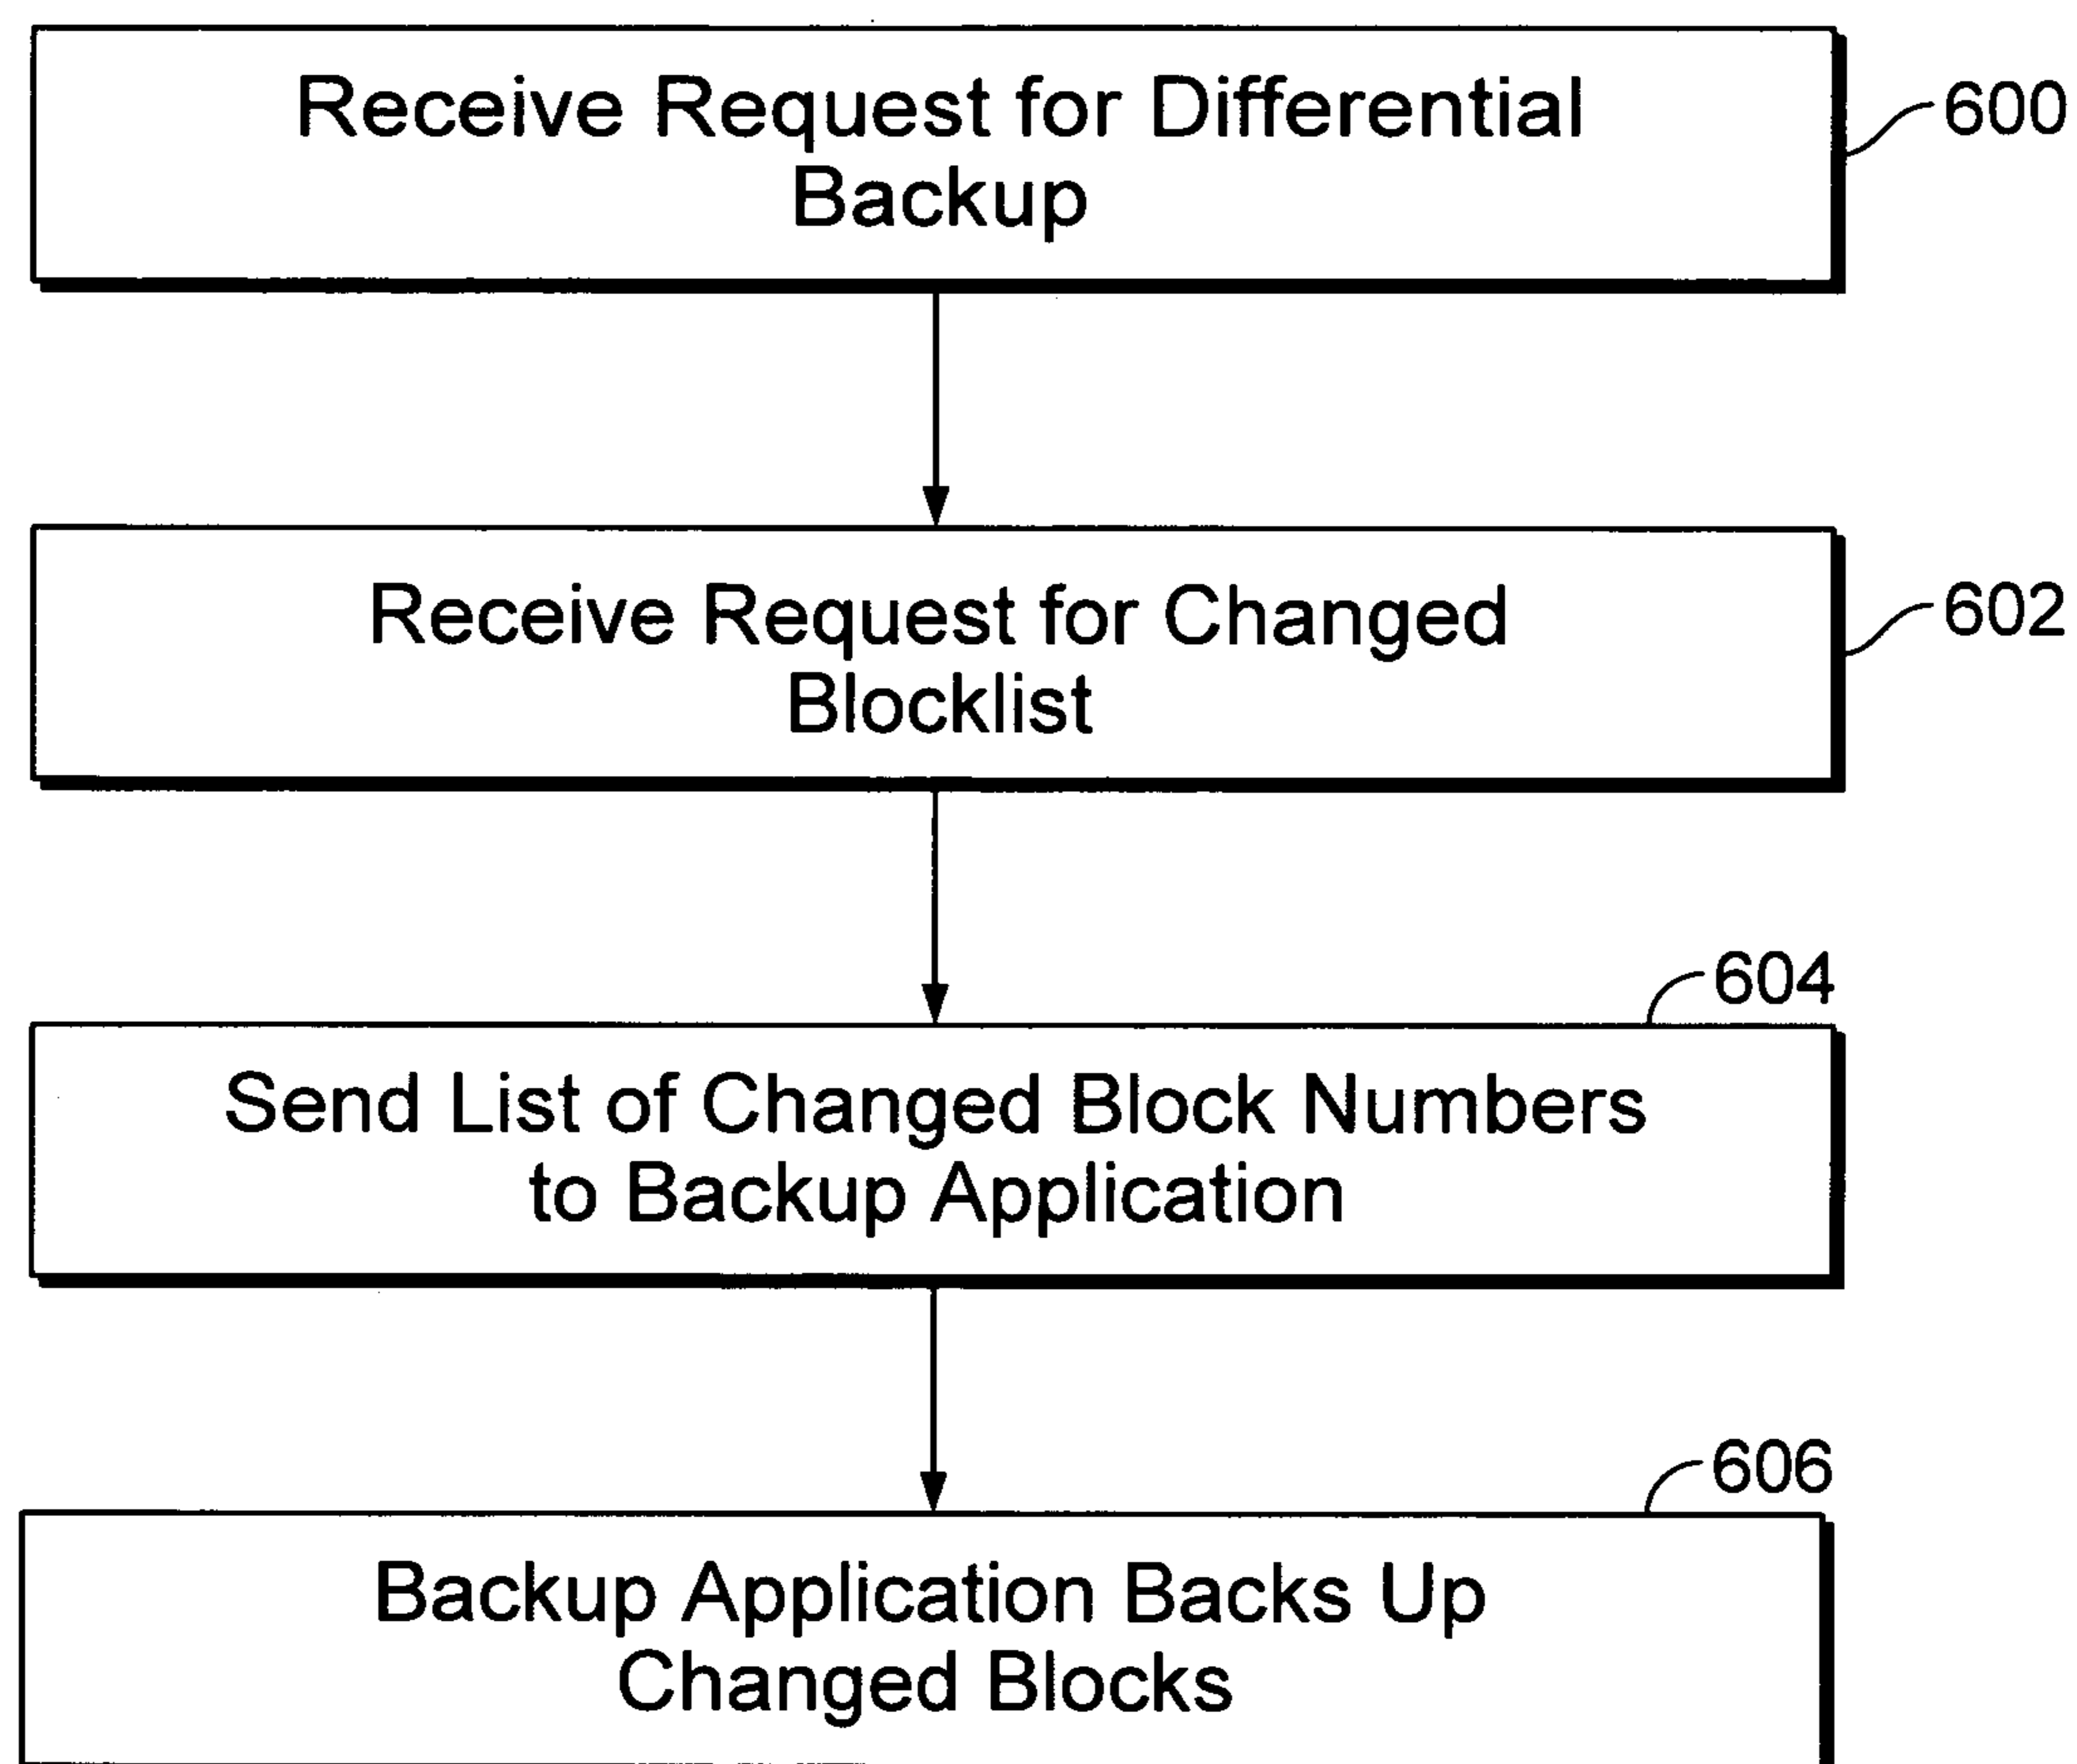 Receive Request for Differential
Backup
600
Receive Request for Changed
Blocklist
602
604
Send List of Changed Block Numbers
to Backup Application
606
Backup Application Backs Up
Changed Blocks